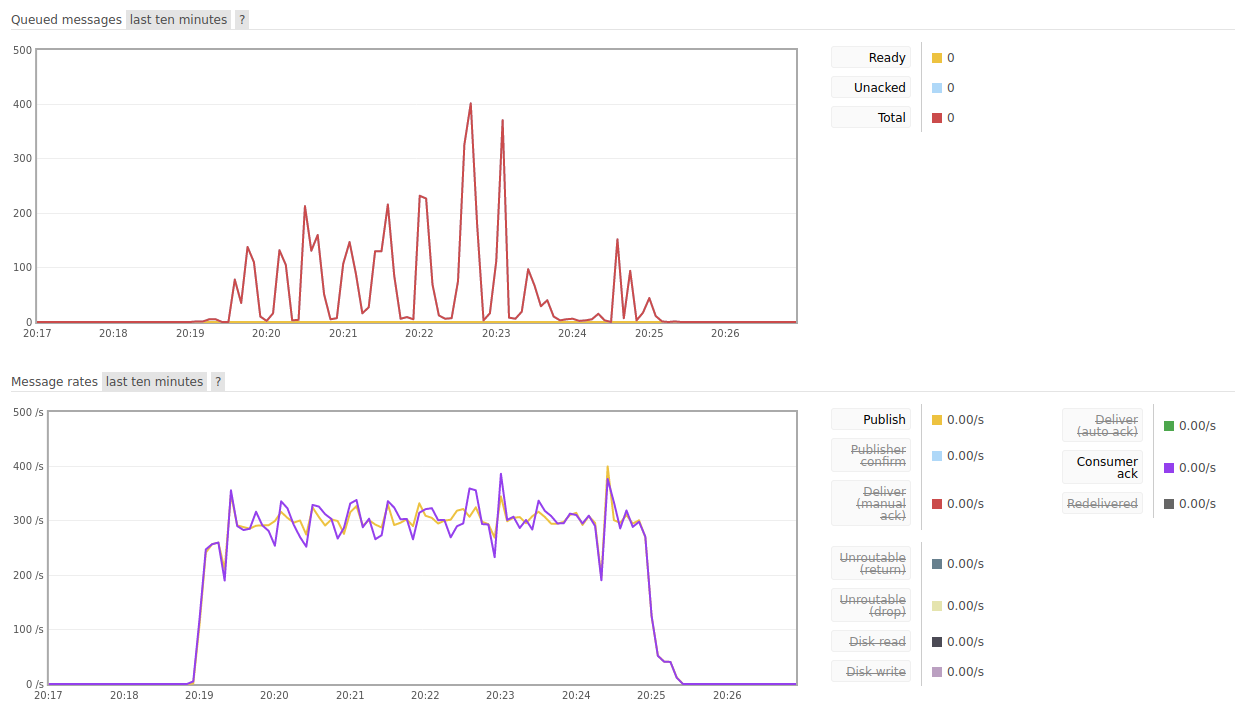 Queued messages last ten minutes ?
500
400
300
200
100
0
20:17 20:18 20:19 20:20 20:21 20:22 20:23 20:24 20:25 20:26
Ready 0
Unacked 0
Total 0
Message rates last ten minutes ?
500 /s
400 /s
300 /s
200 /s
100 /s
0 /s
20:17 20:18 20:19 20:20 20:21 20:22 20:23 20:24 20:25 20:26
Publish 0.00/s
Publisher
confirm 0.00/s
Deliver
(manual
ack) 0.00/s
Unroutable
(return) 0.00/s
Unroutable
(drop) 0.00/s
Disk read 0.00/s
Disk write 0.00/s
Deliver
(auto ack) 0.00/s
Consumer
ack 0.00/s
Redelivered 0.00/s